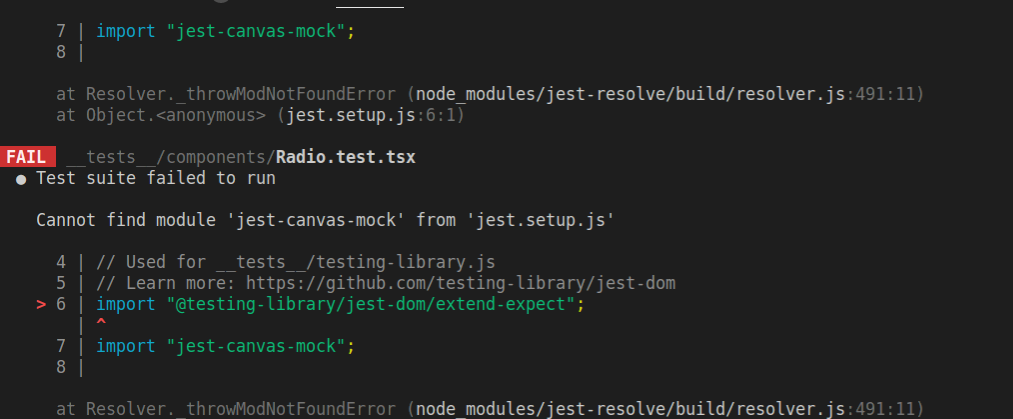 7 | import "jest-canvas-mock";
8 |
at Resolver._throwModNotFoundError (node_modules/jest-resolve/build/resolver.js:491:11)
at Object.<anonymous> (jest.setup.js:6:1)
FAIL __tests__/components/Radio.test.tsx
● Test suite failed to run
Cannot find module 'jest-canvas-mock' from 'jest.setup.js'
4 | // Used for __tests__/testing-library.js
5 | // Learn more: https://github.com/testing-library/jest-dom
> 6 | import "@testing-library/jest-dom/extend-expect";
| ^
7 | import "jest-canvas-mock";
8 |
at Resolver._throwModNotFoundError (node_modules/jest-resolve/build/resolver.js:491:11)